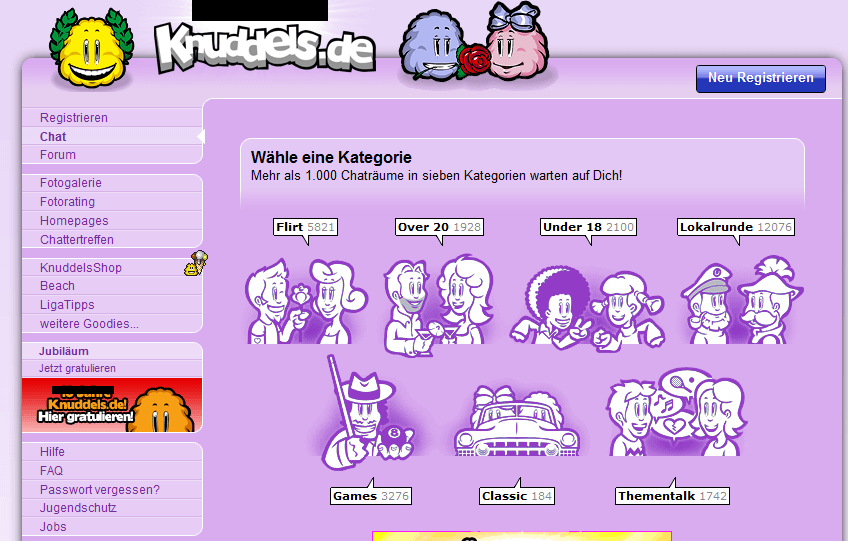 Knuddels.de
Neu Registrieren
Registrieren
Chat
Forum
Fotogalerie
Fotorating
Homepages
Chattertreffen
KnuddelsShop
Beach
LigaTipps
weitere Goodies...
Jubiläum
Jetzt gratulieren
Knuddels.de!
Hier gratulieren!
Hilfe
FAQ
Passwort vergessen?
Jugendschutz
Jobs
Wähle eine Kategorie
Mehr als 1.000 Chaträume in sieben Kategorien warten auf Dich!
Flirt 5821
Over 20 1928
Under 18 2100
Lokalrunde 12076
8
Games 3276
Classic 184
Thementalk 1742